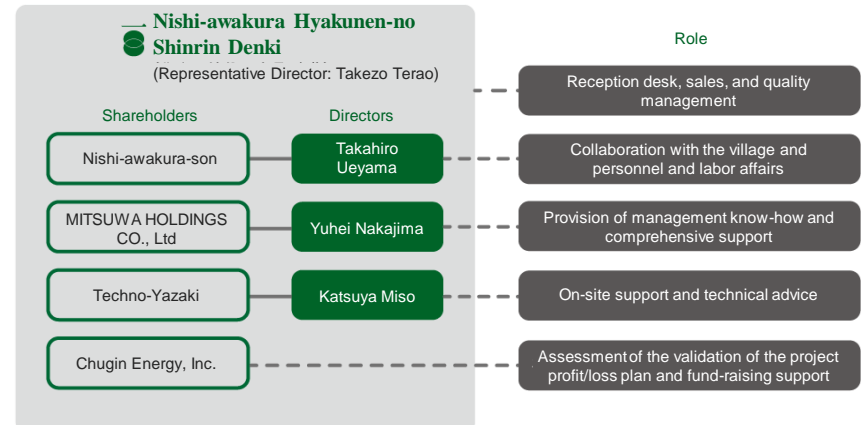 Nishi-awakura Hyakunen-no
Shinrin Denki
(Representative Director: Takezo Terao)
Role
Reception desk, sales, and quality
management
Shareholders
Directors
Nishi-awakura-son
Takahiro
Ueyama
Collaboration with the village and
personnel and labor affairs
MITSUWA HOLDINGS
CO., Ltd
Yuhei Nakajima
Provision of management know-how and
comprehensive support
Techno-Yazaki
Katsuya Miso
On-site support and technical advice
Chugin Energy, Inc.
Assessment of the validation of the project
profit/loss plan and fund-raising support